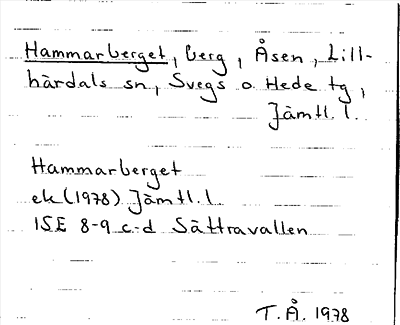 Hammarberget, berg, Åsen, Lill-
härdals sn, Svegs o. Hede tg,
Jämtl. l.
Hammarberget
ek (1978) Jämtl. l.
15E 8-9 c-d Sättravallen
T.Å. 1978